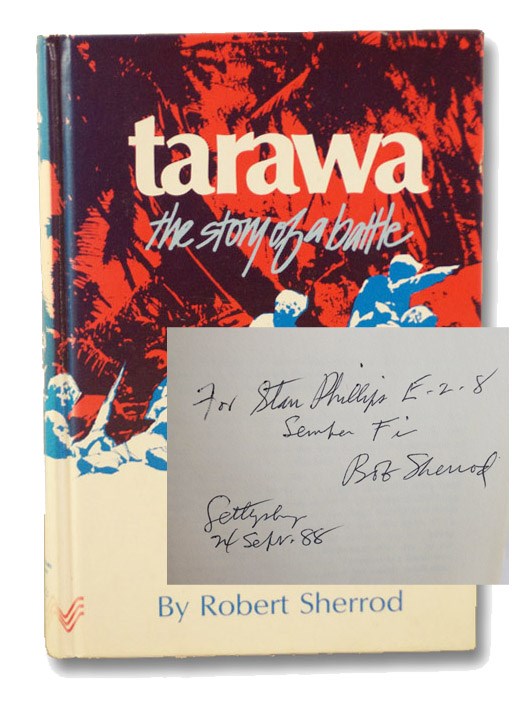 tarawa
the story of a battle
For Stan Phillips E-2-8
Semper Fi
Bob Sherrod
Gettysburg
24 Sept. 88
By Robert Sherrod